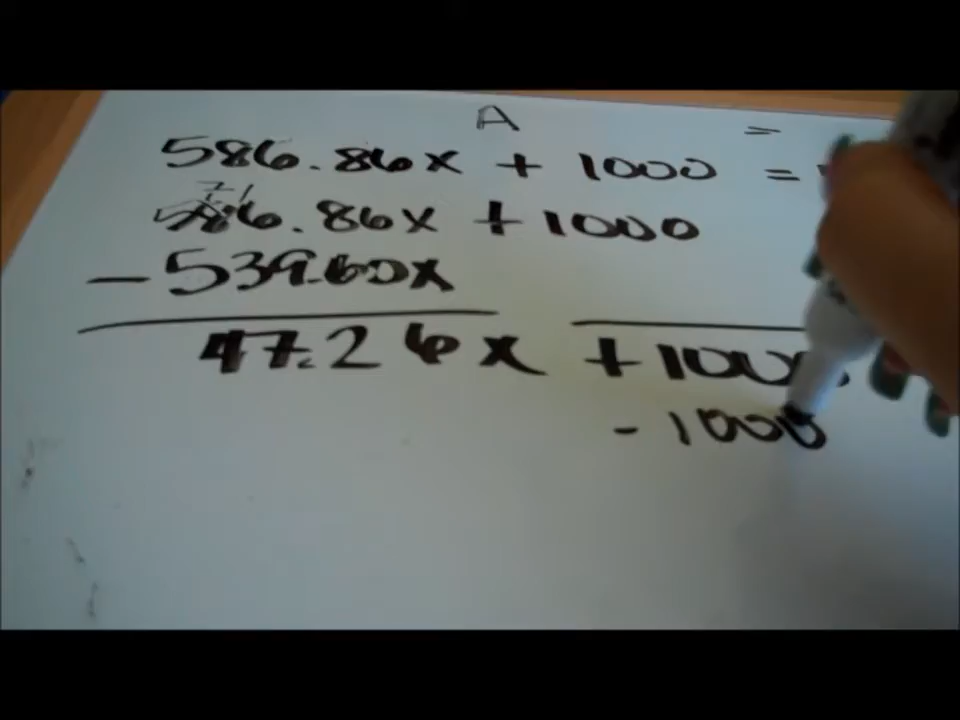 A =
586.86x + 1000 =
586.86x + 1000
- 539.60x
47.26x + 1000
- 1000